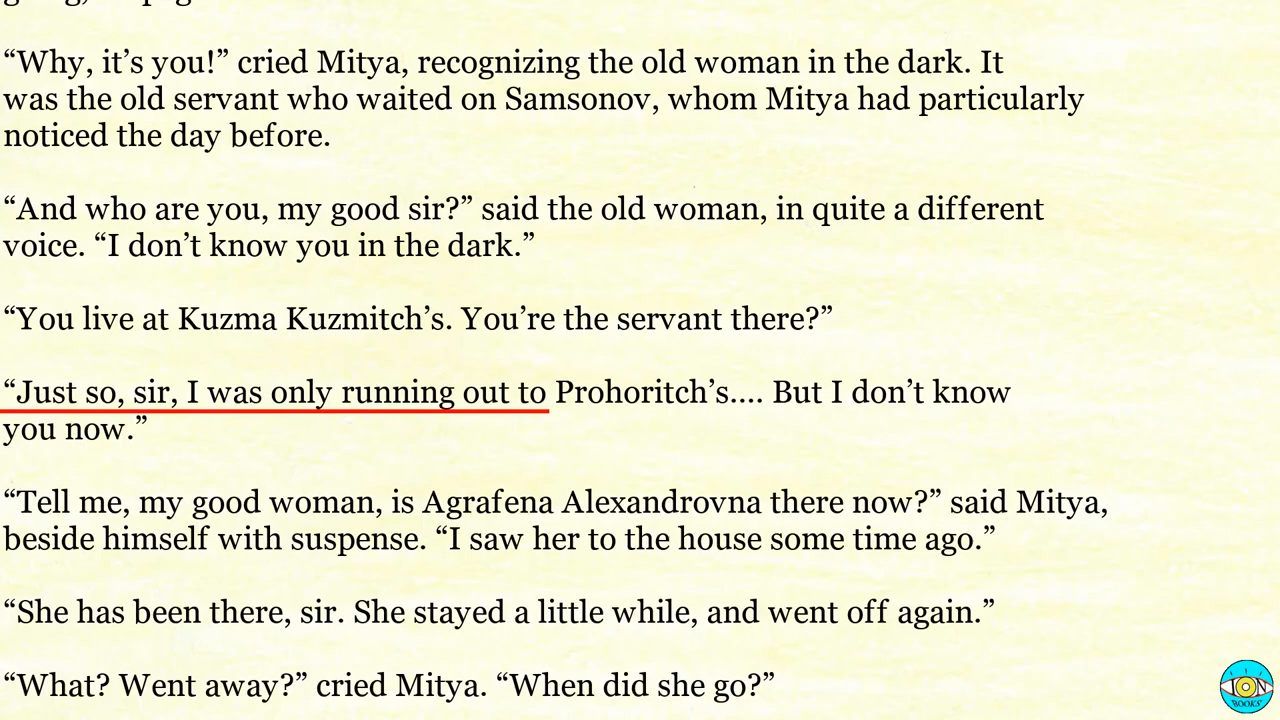 “Why, it’s you!” cried Mitya, recognizing the old woman in the dark. It
was the old servant who waited on Samsonov, whom Mitya had particularly
noticed the day before.
“And who are you, my good sir?” said the old woman, in quite a different
voice. “I don’t know you in the dark.”
“You live at Kuzma Kuzmitch’s. You’re the servant there?”
“Just so, sir, I was only running out to Prohoritch’s.... But I don’t know
you now.”
“Tell me, my good woman, is Agrafena Alexandrovna there now?” said Mitya,
beside himself with suspense. “I saw her to the house some time ago.”
“She has been there, sir. She stayed a little while, and went off again.”
“What? Went away?” cried Mitya. “When did she go?”
ION
BOOKS